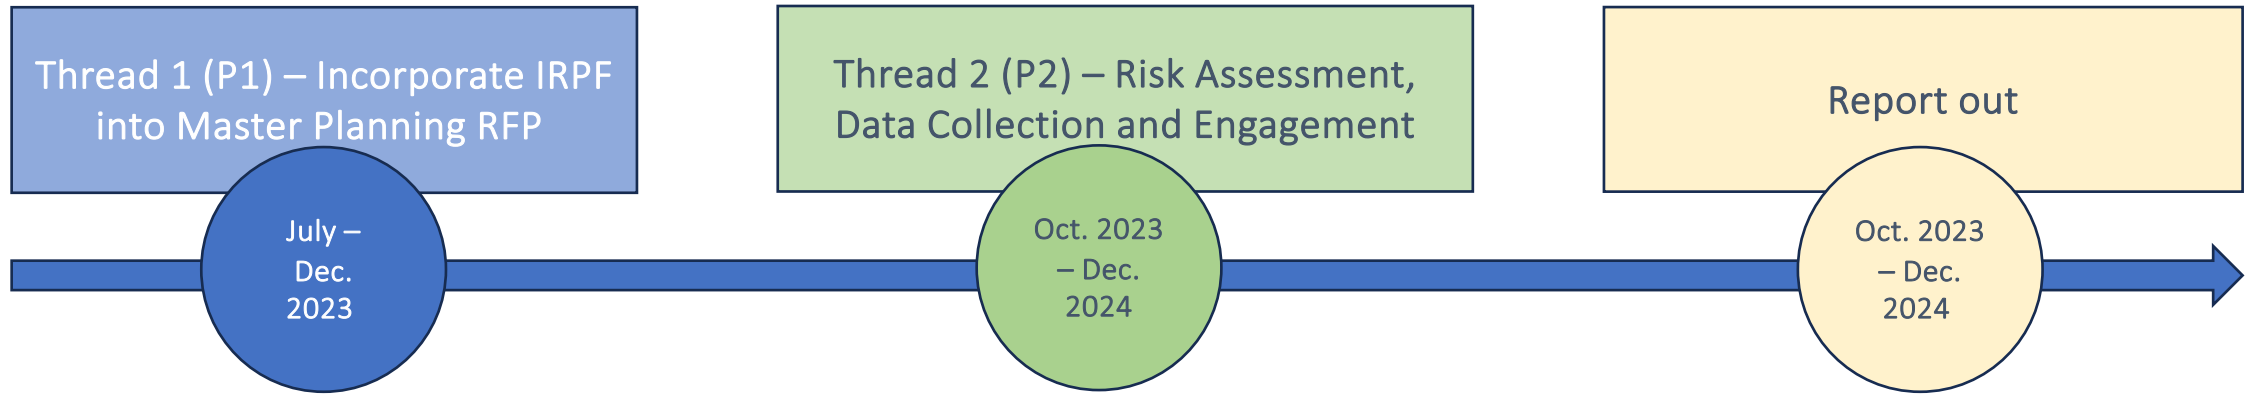 Thread 1 (P1) – Incorporate IRPF
into Master Planning RFP
July –
Dec.
2023
Thread 2 (P2) – Risk Assessment,
Data Collection and Engagement
Oct. 2023
– Dec.
2024
Report out
Oct. 2023
– Dec.
2024